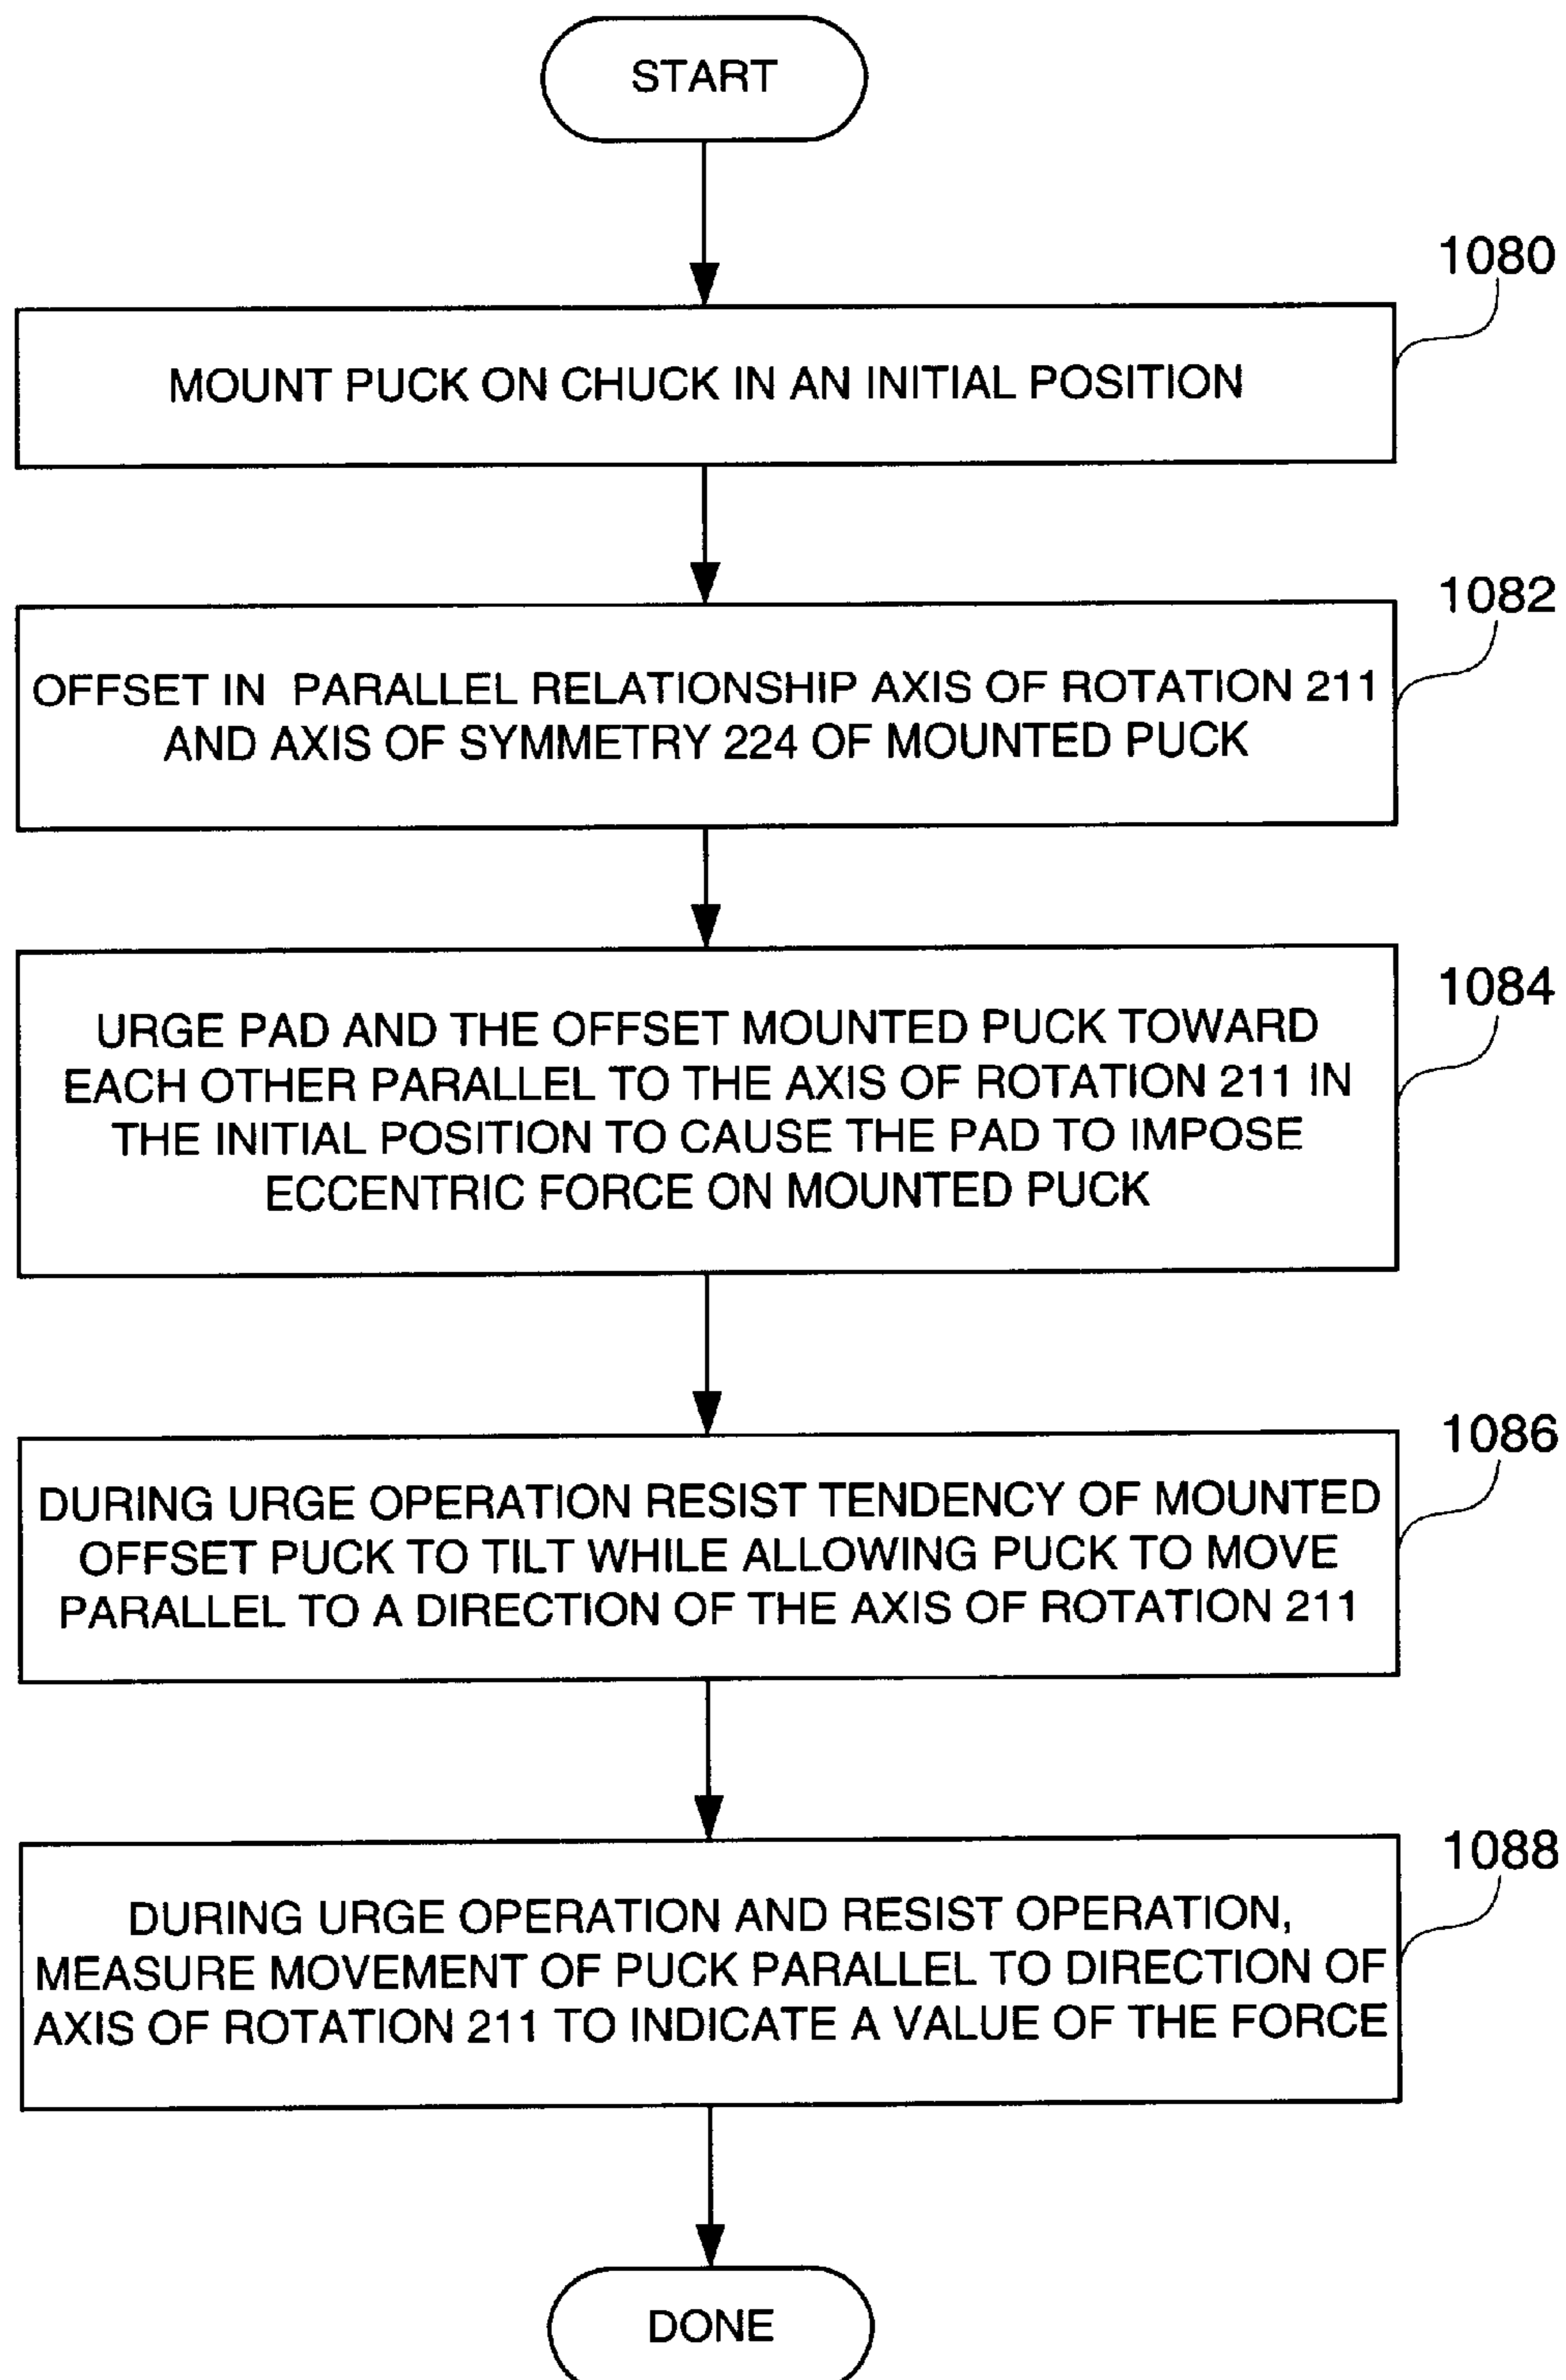 START
1080
MOUNT PUCK ON CHUCK IN AN INITIAL POSITION
1082
OFFSET IN PARALLEL RELATIONSHIP AXIS OF ROTATION 211
AND AXIS OF SYMMETRY 224 OF MOUNTED PUCK
1084
URGE PAD AND THE OFFSET MOUNTED PUCK TOWARD
EACH OTHER PARALLEL TO THE AXIS OF ROTATION 211 IN
THE INITIAL POSITION TO CAUSE THE PAD TO IMPOSE
ECCENTRIC FORCE ON MOUNTED PUCK
1086
DURING URGE OPERATION RESIST TENDENCY OF MOUNTED
OFFSET PUCK TO TILT WHILE ALLOWING PUCK TO MOVE
PARALLEL TO A DIRECTION OF THE AXIS OF ROTATION 211
1088
DURING URGE OPERATION AND RESIST OPERATION,
MEASURE MOVEMENT OF PUCK PARALLEL TO DIRECTION OF
AXIS OF ROTATION 211 TO INDICATE A VALUE OF THE FORCE
DONE